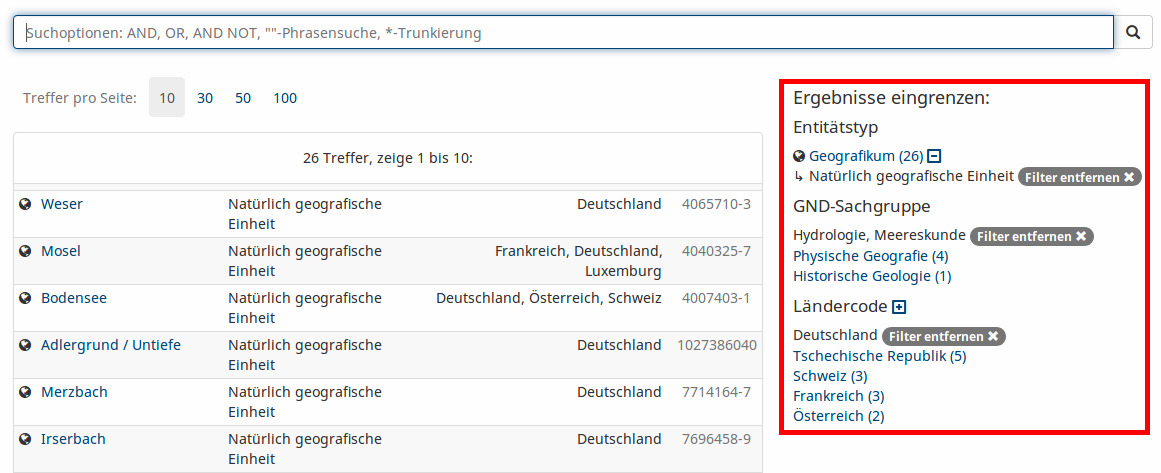 Suchoptionen: AND, OR, AND NOT, ""-Phrasensuche, *-Trunkierung
Treffer pro Seite: 10 30 50 100
26 Treffer, zeige 1 bis 10:
Weser Natürlich geografische Deutschland 4065710-3
Einheit
Mosel Natürlich geografische Frankreich, Deutschland, 4040325-7
Einheit Luxemburg
Bodensee Natürlich geografische Deutschland, Österreich, Schweiz 4007403-1
Einheit
Adlergrund / Untiefe Natürlich geografische Deutschland 1027386040
Einheit
Merzbach Natürlich geografische Deutschland 7714164-7
Einheit
Irserbach Natürlich geografische Deutschland 7696458-9
Einheit
Ergebnisse eingrenzen:
Entitätstyp
Geografikum (26)
↳ Natürlich geografische Einheit Filter entfernen ✖
GND-Sachgruppe
Hydrologie, Meereskunde Filter entfernen ✖
Physische Geografie (4)
Historische Geologie (1)
Ländercode
Deutschland Filter entfernen ✖
Tschechische Republik (5)
Schweiz (3)
Frankreich (3)
Österreich (2)